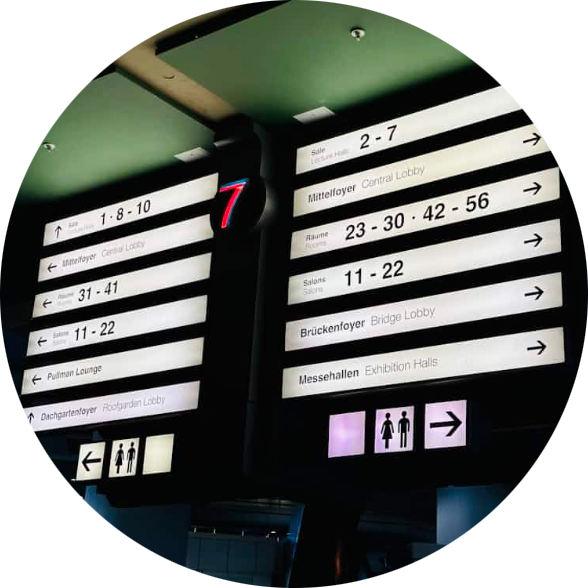 ↑ Säle Lecture Halls 1 · 8 - 10
← Mittelfoyer Central Lobby
← Räume Rooms 31 - 41
← Salons Salons 11 - 22
← Pullman Lounge
↑ Dachgartenfoyer Roofgarden Lobby
←
7
Säle Lecture Halls 2 - 7
Mittelfoyer Central Lobby →
Räume Rooms 23 - 30 · 42 - 56 →
Salons Salons 11 - 22 →
Brückenfoyer Bridge Lobby →
Messehallen Exhibition Halls →
→